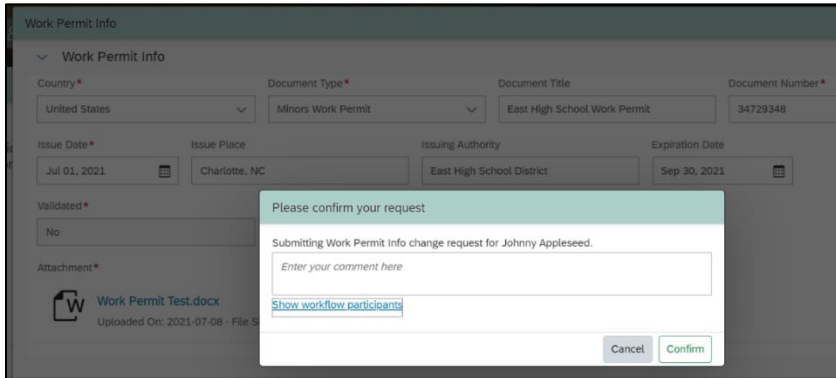 Work Permit Info
Work Permit Info
Country* Document Type* Document Title Document Number*
United States Minors Work Permit East High School Work Permit 34729348
Issue Date* Issue Place Issuing Authority Expiration Date
Jul 01, 2021 Charlotte, NC East High School District Sep 30, 2021
Validated*
No
Please confirm your request
Submitting Work Permit Info change request for Johnny Appleseed.
Enter your comment here
Show workflow participants
Cancel Confirm
Attachment*
W Work Permit Test.docx
Uploaded On: 2021-07-08 - File